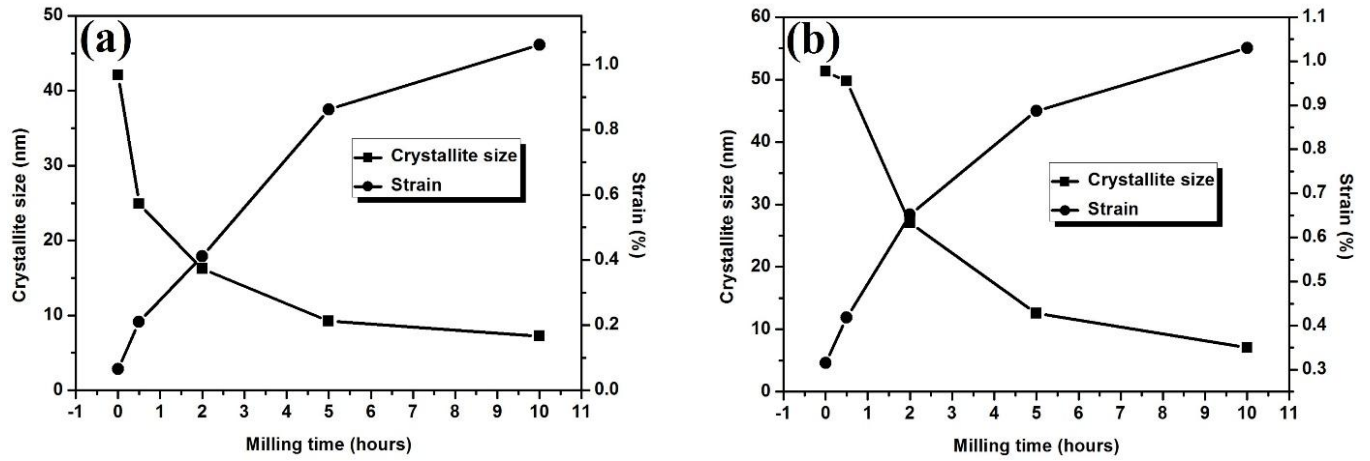 (a)
50
40
30
20
10
0
Crystallite size (nm)
1.0
0.8
0.6
0.4
0.2
0.0
Strain (%)
Crystallite size
Strain
-1 0 1 2 3 4 5 6 7 8 9 10 11
Milling time (hours)
(b)
60
50
40
30
20
10
0
Crystallite size (nm)
1.1
1.0
0.9
0.8
0.7
0.6
0.5
0.4
0.3
Strain (%)
Crystallite size
Strain
-1 0 1 2 3 4 5 6 7 8 9 10 11
Milling time (hours)